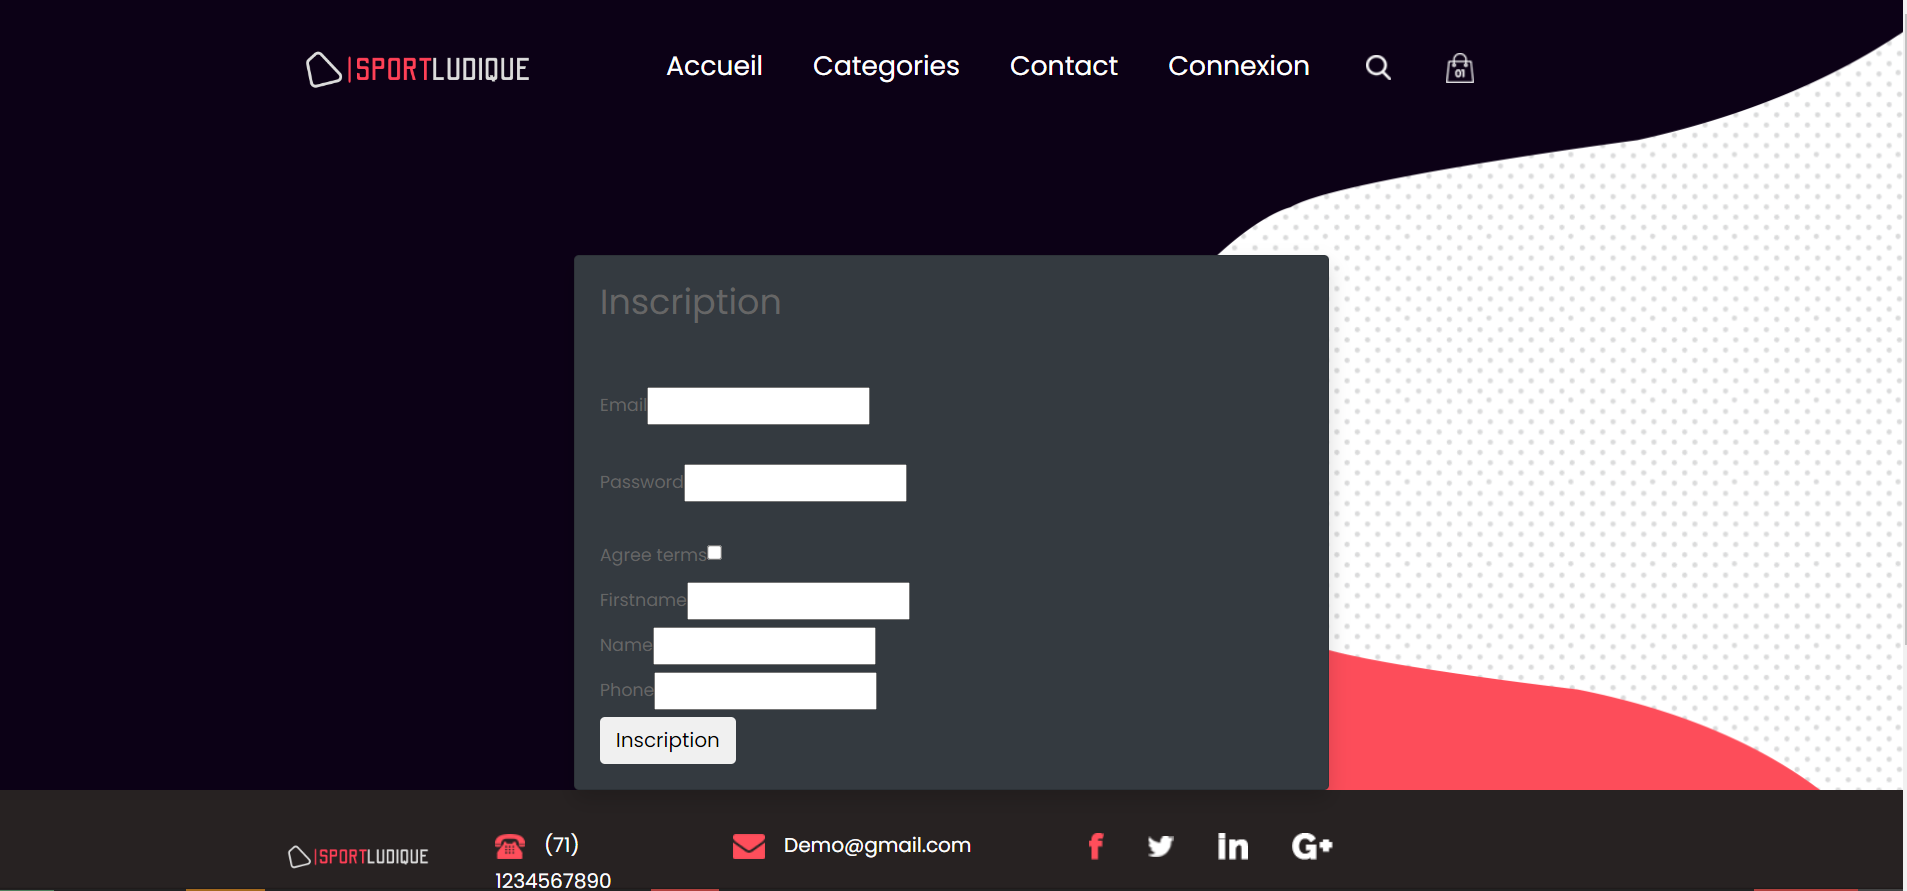 SPORTLUDIQUE
Accueil
Categories
Contact
Connexion
01
Inscription
Email
Password
Agree terms
Firstname
Name
Phone
Inscription
SPORTLUDIQUE
(71)
1234567890
Demo@gmail.com
f
in
G+